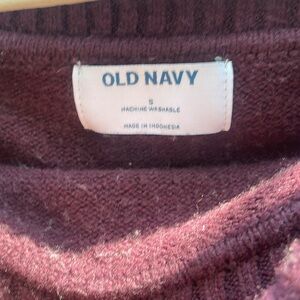 OLD NAVY
S
MACHINE WASHABLE
MADE IN INDONESIA